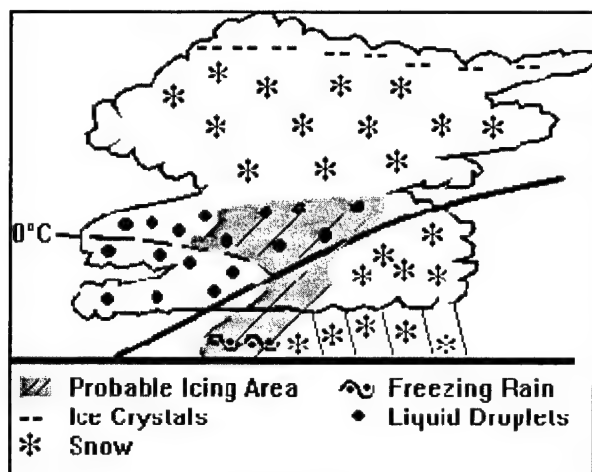 0°C
Probable Icing Area
Freezing Rain
Ice Crystals
Liquid Droplets
Snow